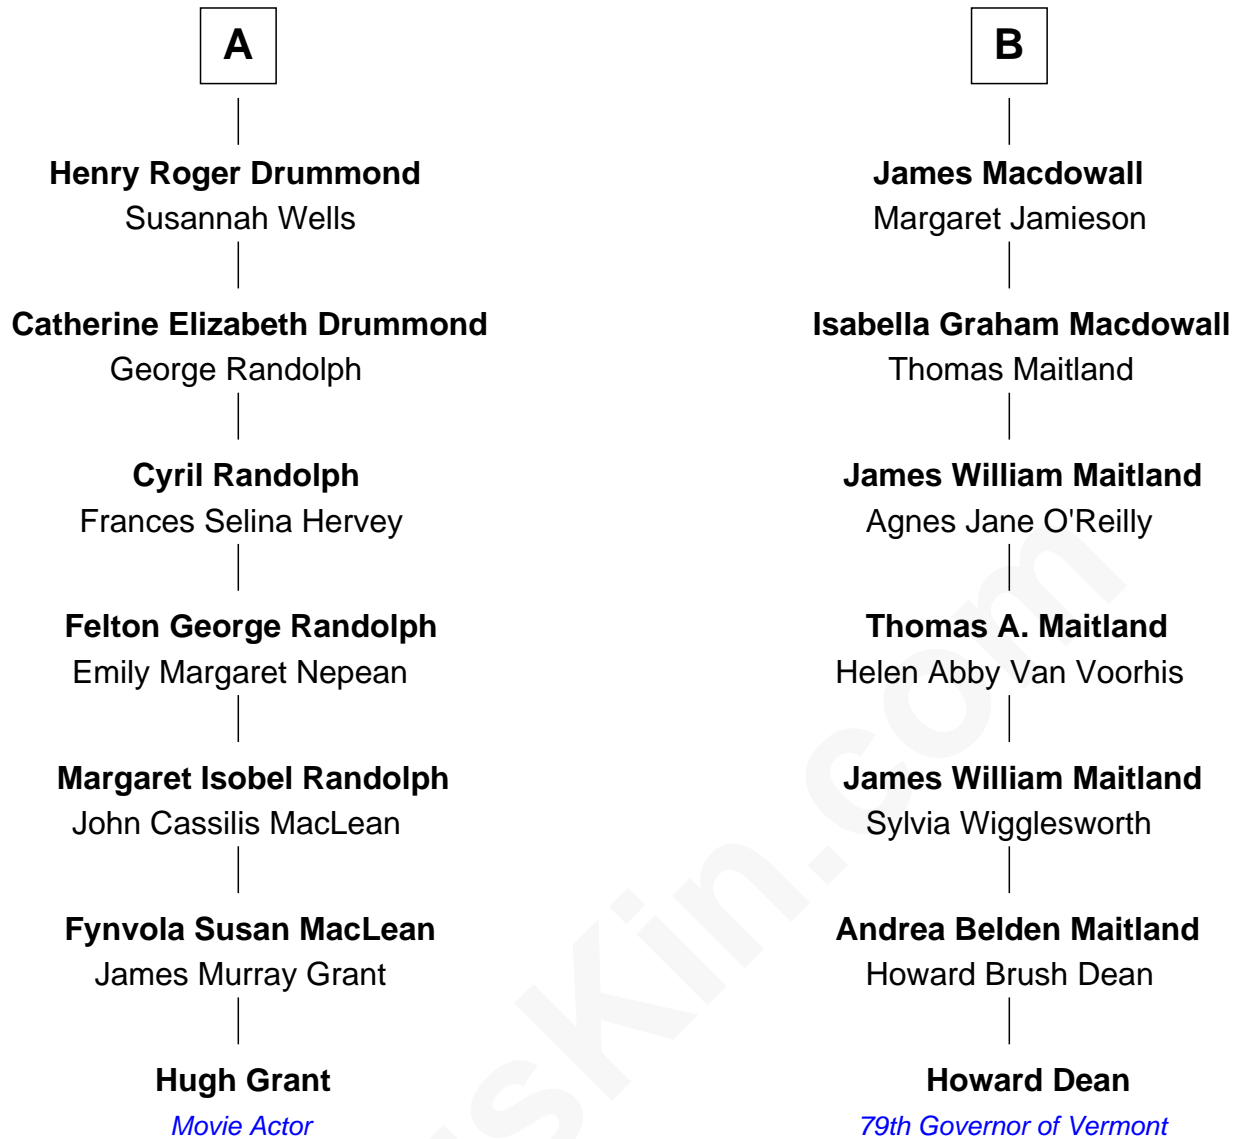 A
Henry Roger Drummond
Susannah Wells
Catherine Elizabeth Drummond
George Randolph
Cyril Randolph
Frances Selina Hervey
Felton George Randolph
Emily Margaret Nepean
Margaret Isobel Randolph
John Cassilis MacLean
Fynvola Susan MacLean
James Murray Grant
Hugh Grant
Movie Actor
B
James Macdowall
Margaret Jamieson
Isabella Graham Macdowall
Thomas Maitland
James William Maitland
Agnes Jane O'Reilly
Thomas A. Maitland
Helen Abby Van Voorhis
James William Maitland
Sylvia Wigglesworth
Andrea Belden Maitland
Howard Brush Dean
Howard Dean
79th Governor of Vermont
sKin.com